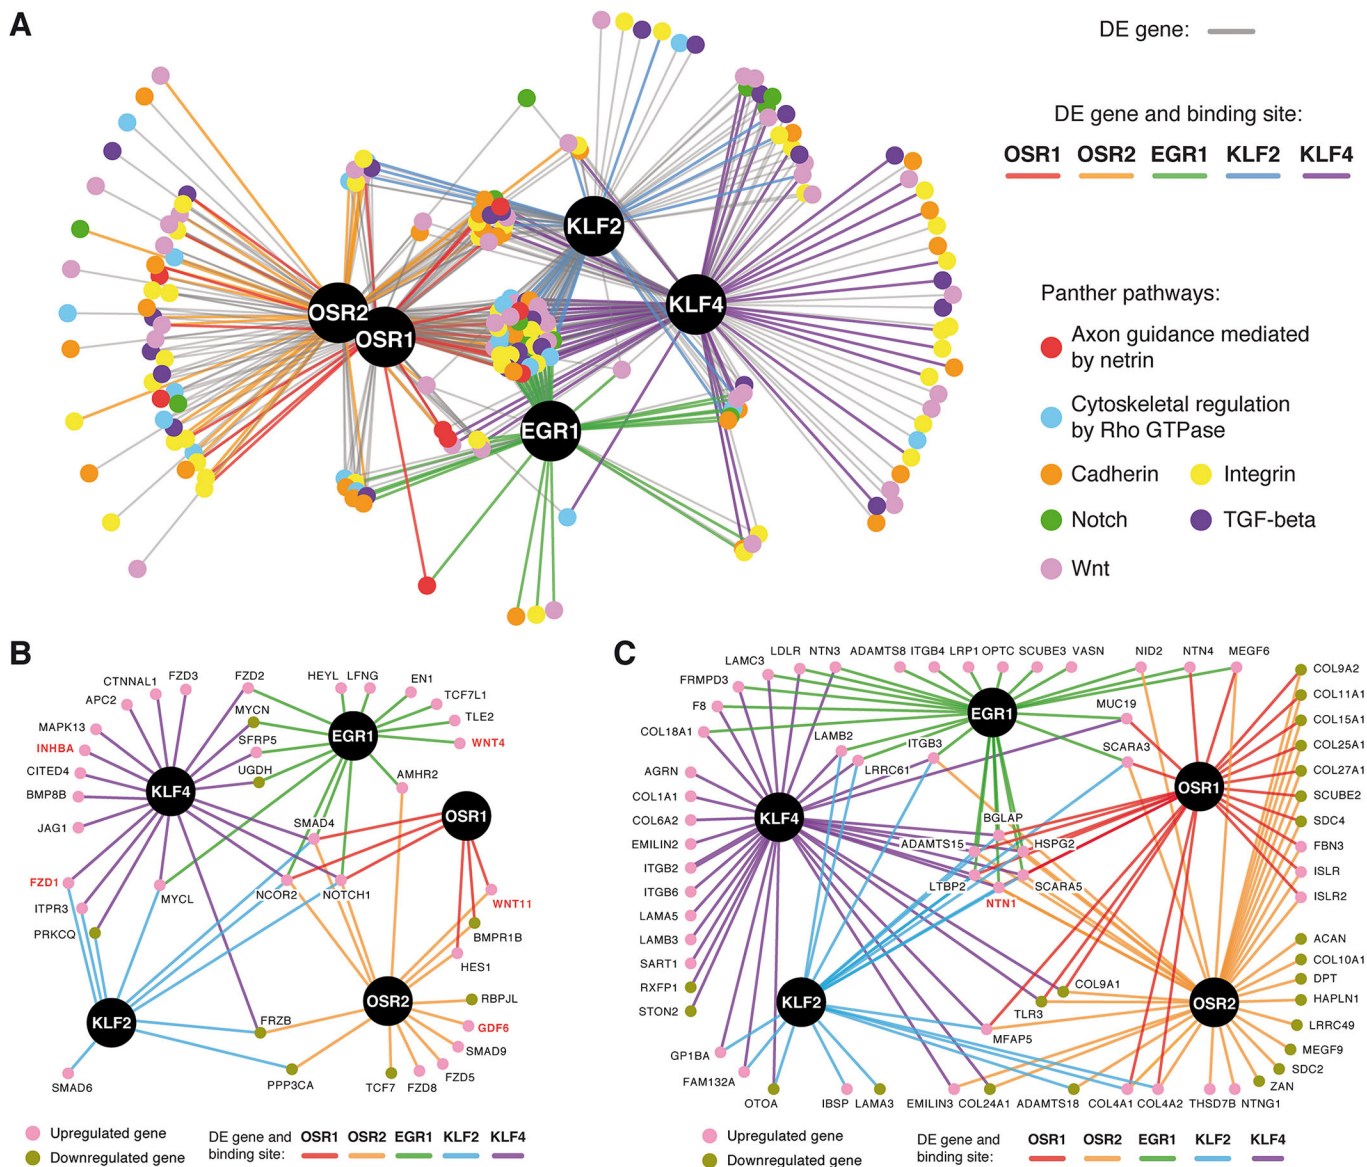 A
DE gene:
DE gene and binding site:
OSR1 OSR2 EGR1 KLF2 KLF4
KLF2
KLF4
OSR2
OSR1
EGR1
Panther pathways:
Axon guidance mediated
by netrin
Cytoskeletal regulation
by Rho GTPase
Cadherin
Integrin
Notch
TGF-beta
Wnt
B
CTNNAL1
FZD3
FZD2
HEYL
LFNG
EN1
APC2
TCF7L1
MYCN
TLE2
MAPK13
EGR1
INHBA
SFRP5
WNT4
CITED4
UGDH
AMHR2
KLF4
BMP8B
OSR1
JAG1
SMAD4
FZD1
NCOR2
NOTCH1
MYCL
WNT11
ITPR3
PRKCQ
BMPR1B
HES1
OSR2
RBPJL
KLF2
FRZB
GDF6
SMAD9
SMAD6
PPP3CA
TCF7
FZD8
FZD5
Upregulated gene
Downregulated gene
DE gene and
binding site:
OSR1 OSR2 EGR1 KLF2 KLF4
C
LAMC3
LDLR
NTN3
ADAMTS8
ITGB4
LRP1
OPTC
SCUBE3
VASN
NID2
NTN4
MEGF6
FRMPD3
F8
COL18A1
EGR1
MUC19
LAMB2
ITGB3
SCARA3
LRRC61
COL9A2
COL11A1
COL15A1
COL25A1
COL27A1
SCUBE2
SDC4
FBN3
ISLR
ISLR2
AGRN
COL1A1
COL6A2
EMILIN2
ITGB2
ITGB6
LAMA5
LAMB3
SART1
RXFP1
STON2
KLF4
OSR1
BGLAP
ADAMTS15
HSPG2
LTBP2
SCARA5
NTN1
ACAN
COL10A1
DPT
HAPLN1
LRRC49
MEGF9
SDC2
ZAN
COL9A1
TLR3
MFAP5
KLF2
OSR2
GP1BA
FAM132A
OTOA
IBSP
LAMA3
EMILIN3
COL24A1
ADAMTS18
COL4A1
COL4A2
THSD7B
NTNG1
Upregulated gene
Downregulated gene
DE gene and
binding site:
OSR1 OSR2 EGR1 KLF2 KLF4